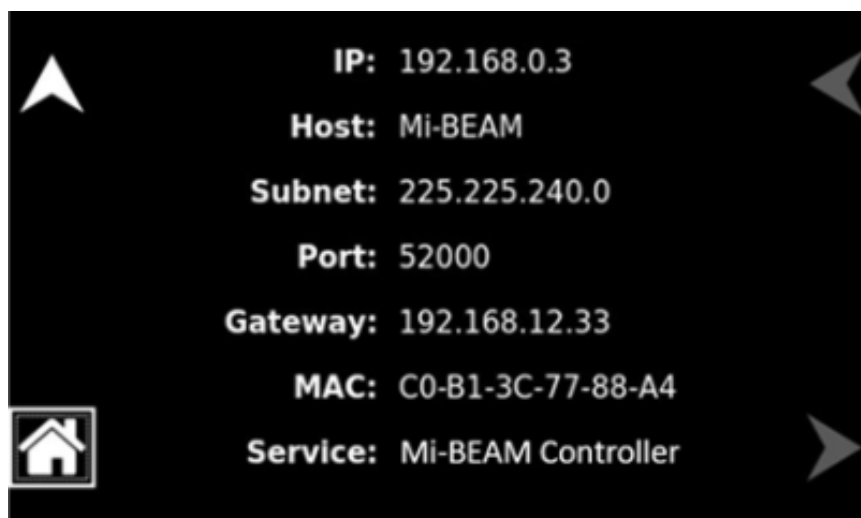 IP: 192.168.0.3
Host: Mi-BEAM
Subnet: 225.225.240.0
Port: 52000
Gateway: 192.168.12.33
MAC: C0-B1-3C-77-88-A4
Service: Mi-BEAM Controller